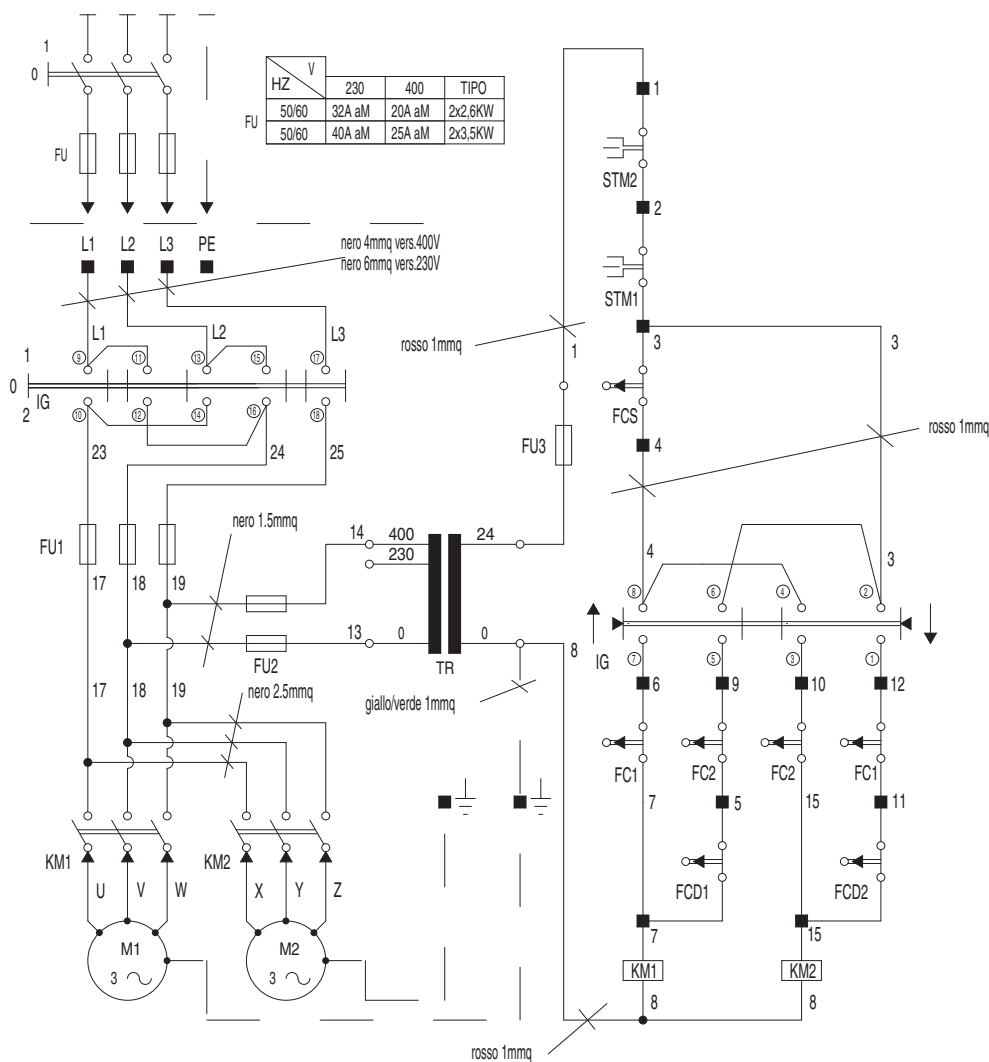 1
0
FU
FU
HZ V 230 400 TIPO
50/60 32A aM 20A aM 2x2,6KW
50/60 40A aM 25A aM 2x3,5KW
L1 L2 L3 PE
nero 4mmq vers.400V
nero 6mmq vers.230V
L1 L2 L3
1
0
2
IG
9 11 13 15 17
10 12 14 16 18
23 24 25
FU1
17 18 19
nero 1.5mmq
14 400
230
24
13 0
0
8
FU2
TR
17 18 19
nero 2.5mmq
giallo/verde 1mmq
KM1
KM2
U V W
X Y Z
M1
3
M2
3
rosso 1mmq
1
FU3
1
STM2
2
STM1
3
3
FCS
4
rosso 1mmq
4
3
8 6 4 2
IG
7 5 3 1
6 9 10 12
FC1 FC2 FC2 FC1
7 5 15 11
FCD1 FCD2
7 15
KM1 KM2
8 8
rosso 1mmq